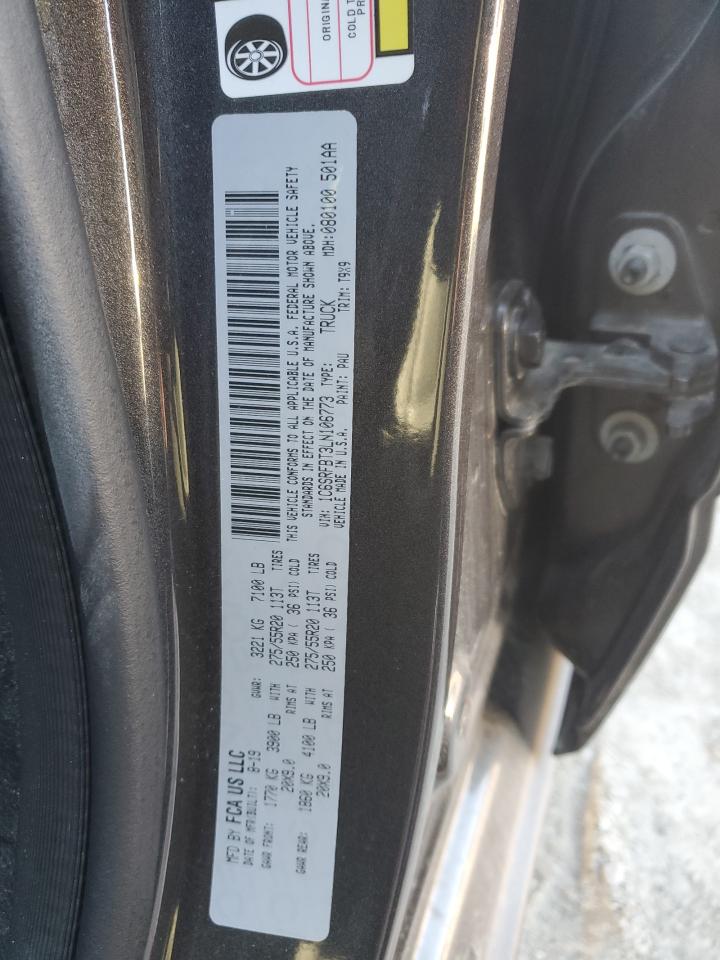 ORIGINA
COLD T
PR
MFD BY FCA US LLC
DATE OF MFR(BUILT): 8-19
GVWR: 3221 KG 7100 LB
GAWR FRONT: 1770 KG 3900 LB WITH 275/55R20 113T TIRES
20X9.0 RIMS AT 250 KPA ( 36 PSI) COLD
GAWR REAR: 1860 KG 4100 LB WITH 275/55R20 113T TIRES
20X9.0 RIMS AT 250 KPA ( 36 PSI) COLD
THIS VEHICLE CONFORMS TO ALL APPLICABLE U.S.A. FEDERAL MOTOR VEHICLE SAFETY
STANDARDS IN EFFECT ON THE DATE OF MANUFACTURE SHOWN ABOVE.
VIN: 1C6SRFBT3LN106773 TYPE: TRUCK MDH:080100 501AA
VEHICLE MADE IN U.S.A. PAINT: PAU TRIM: T9X9